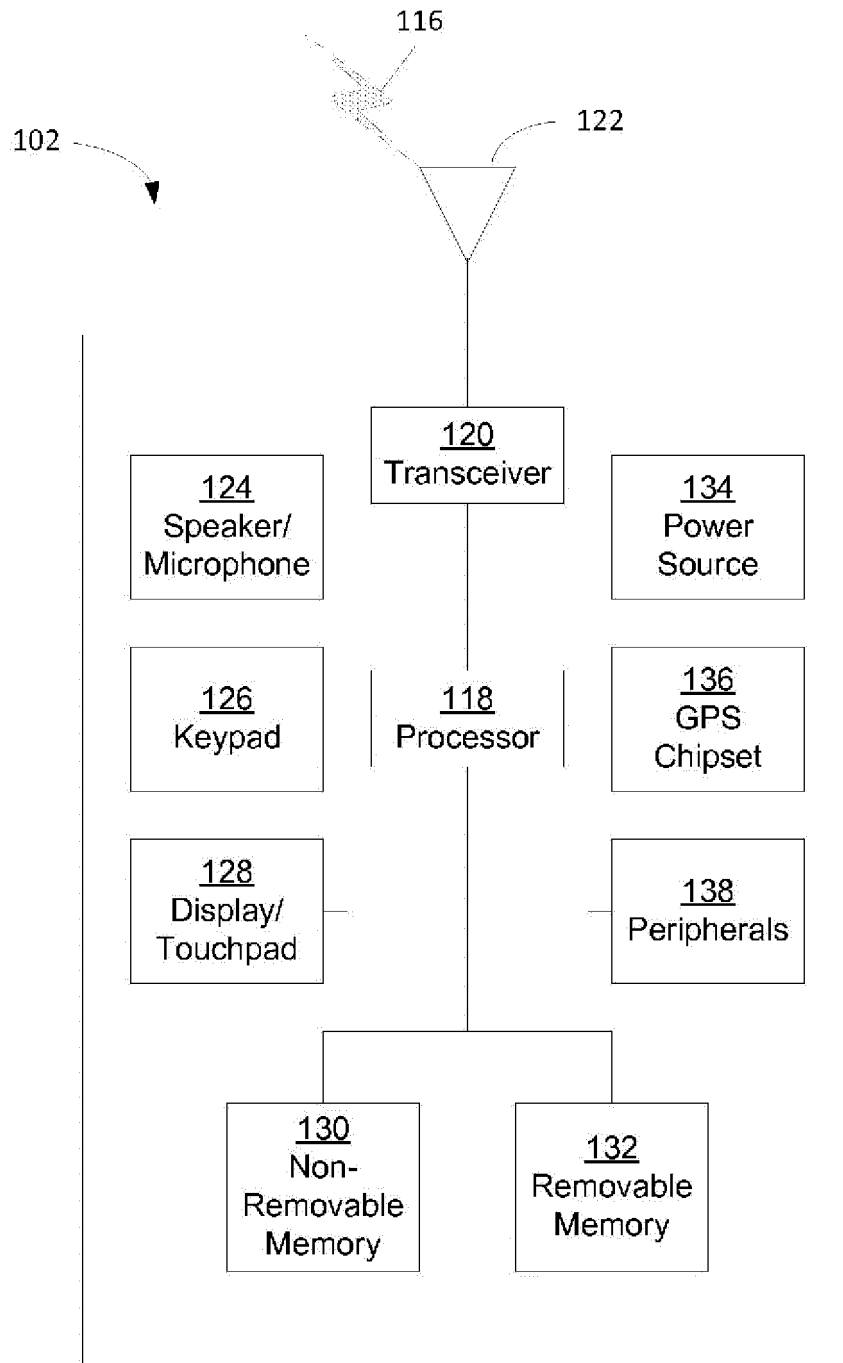 116
122
102
120
Transceiver
124
Speaker/
Microphone
134
Power
Source
126
Keypad
118
Processor
136
GPS
Chipset
128
Display/
Touchpad
138
Peripherals
130
Non-
Removable
Memory
132
Removable
Memory